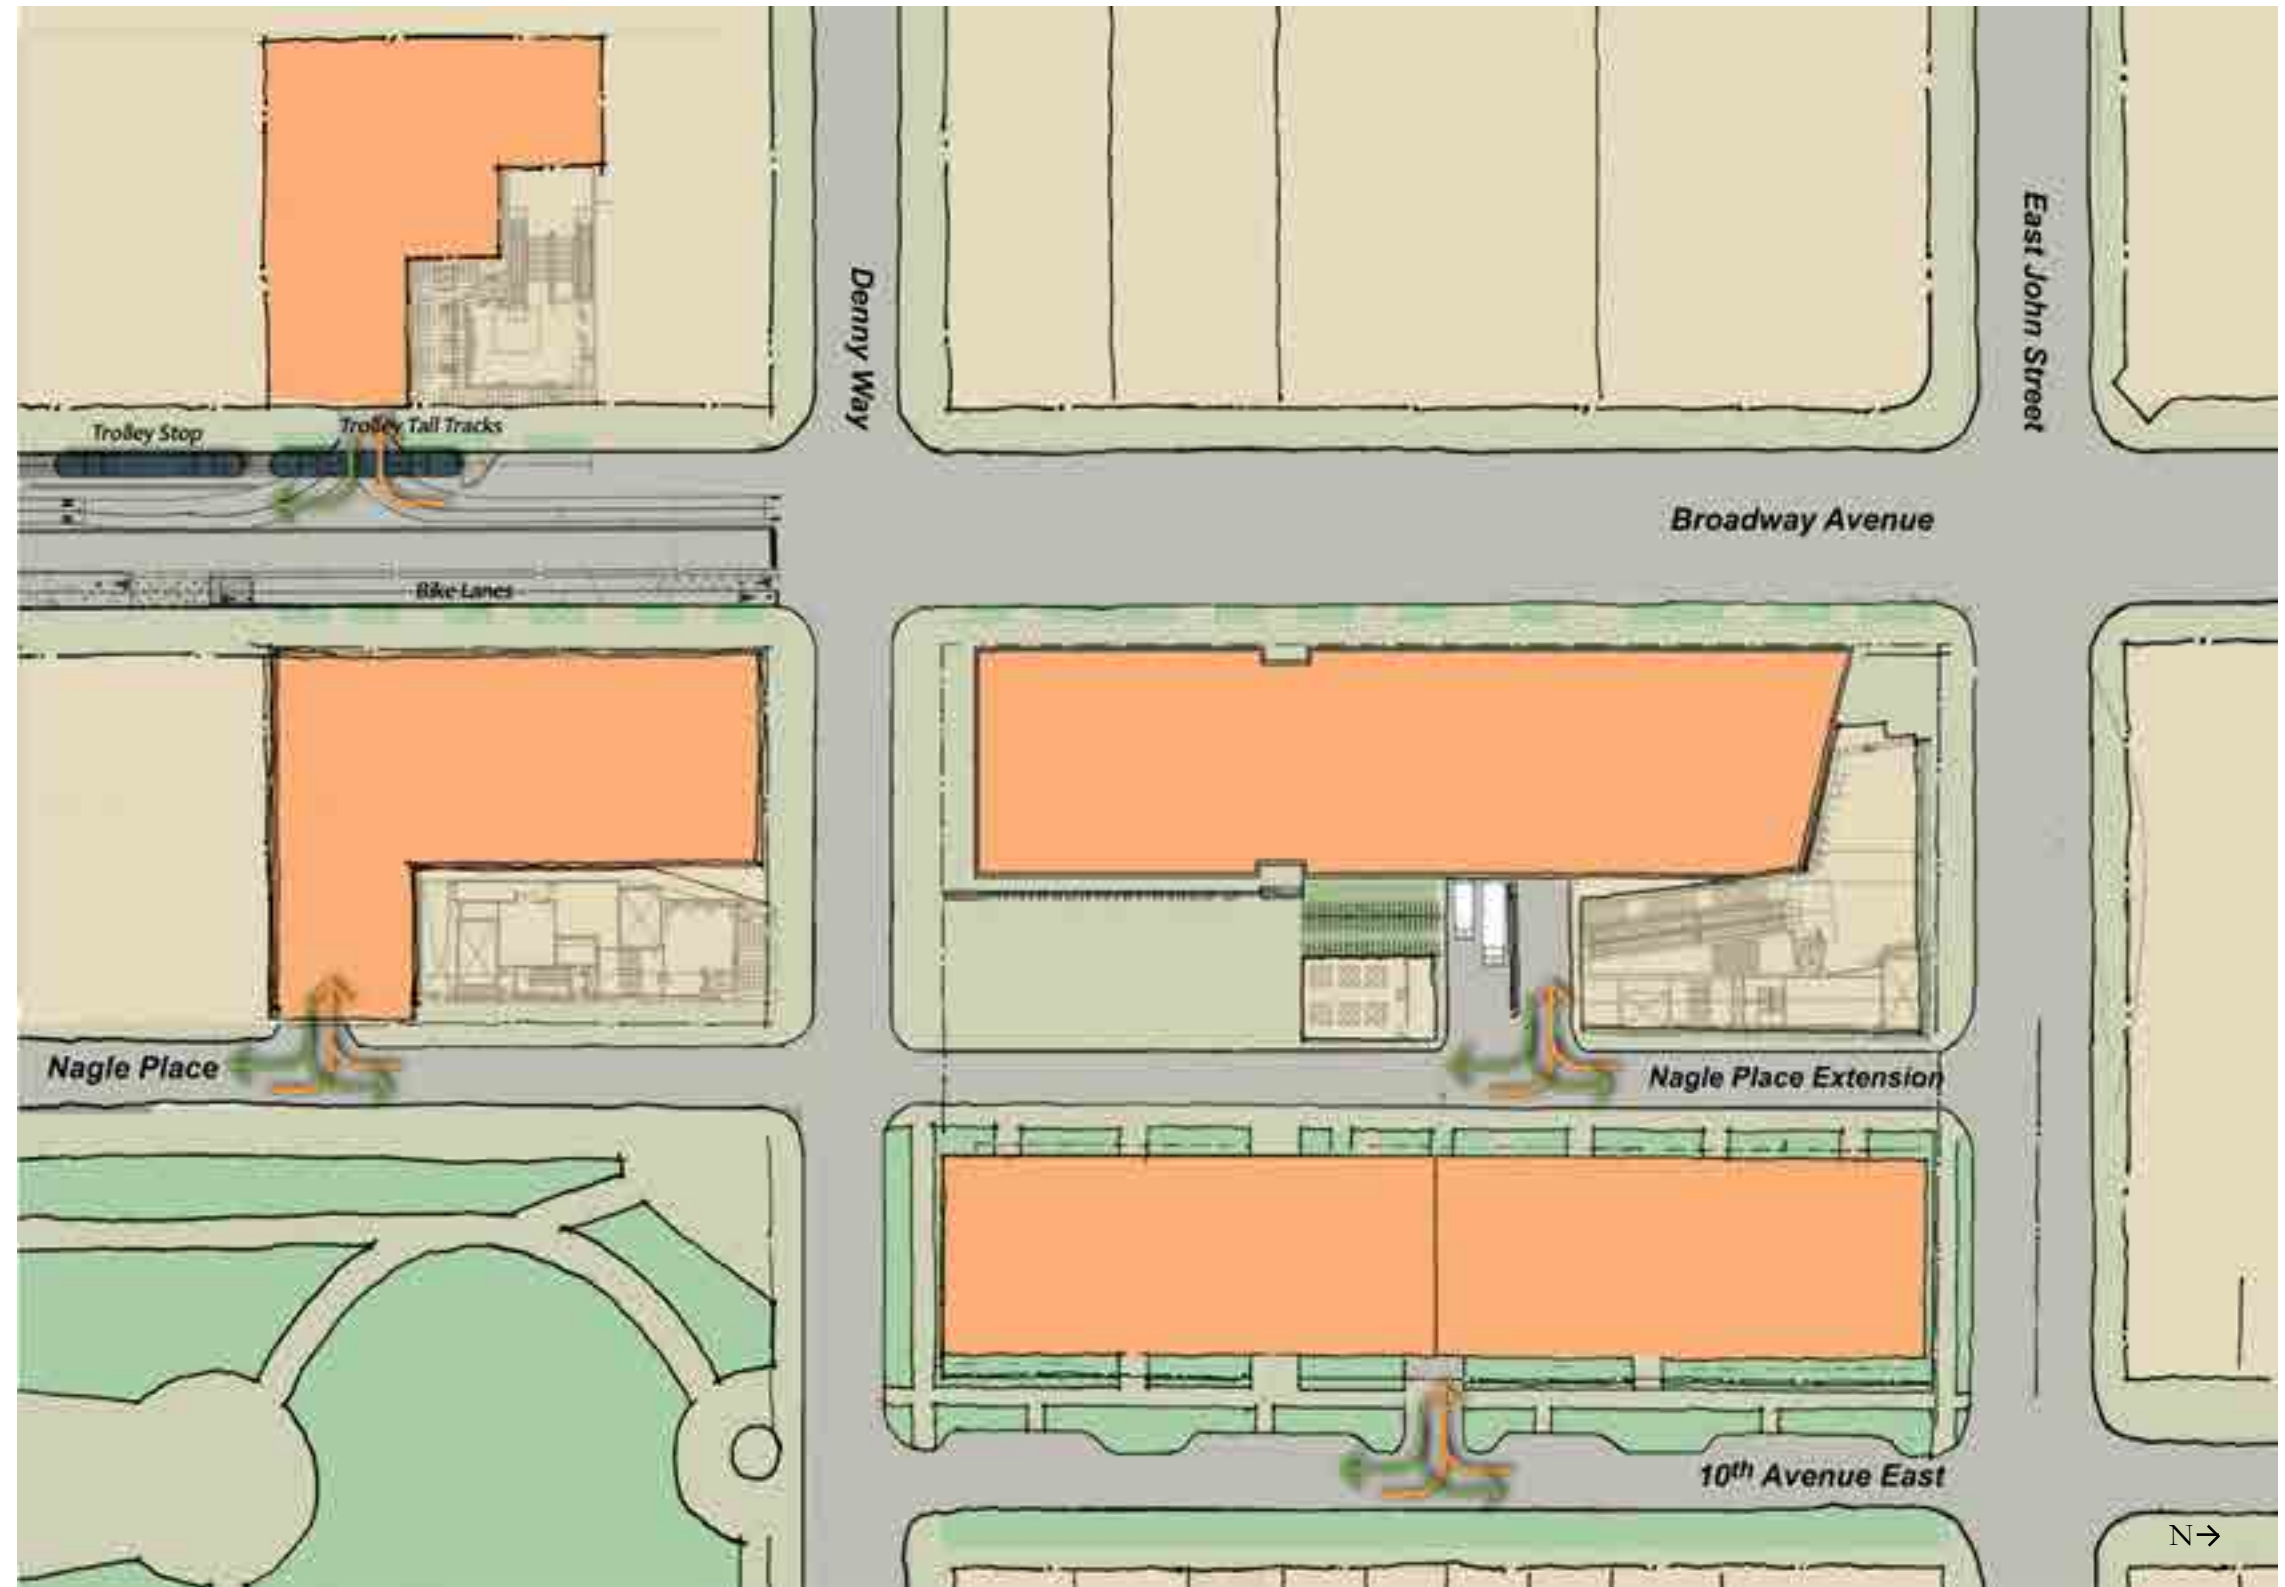 Denny Way
East John Street
Trolley Stop
Trolley Tail Tracks
Broadway Avenue
Bike Lanes
Nagle Place
Nagle Place Extension
10th Avenue East
N→